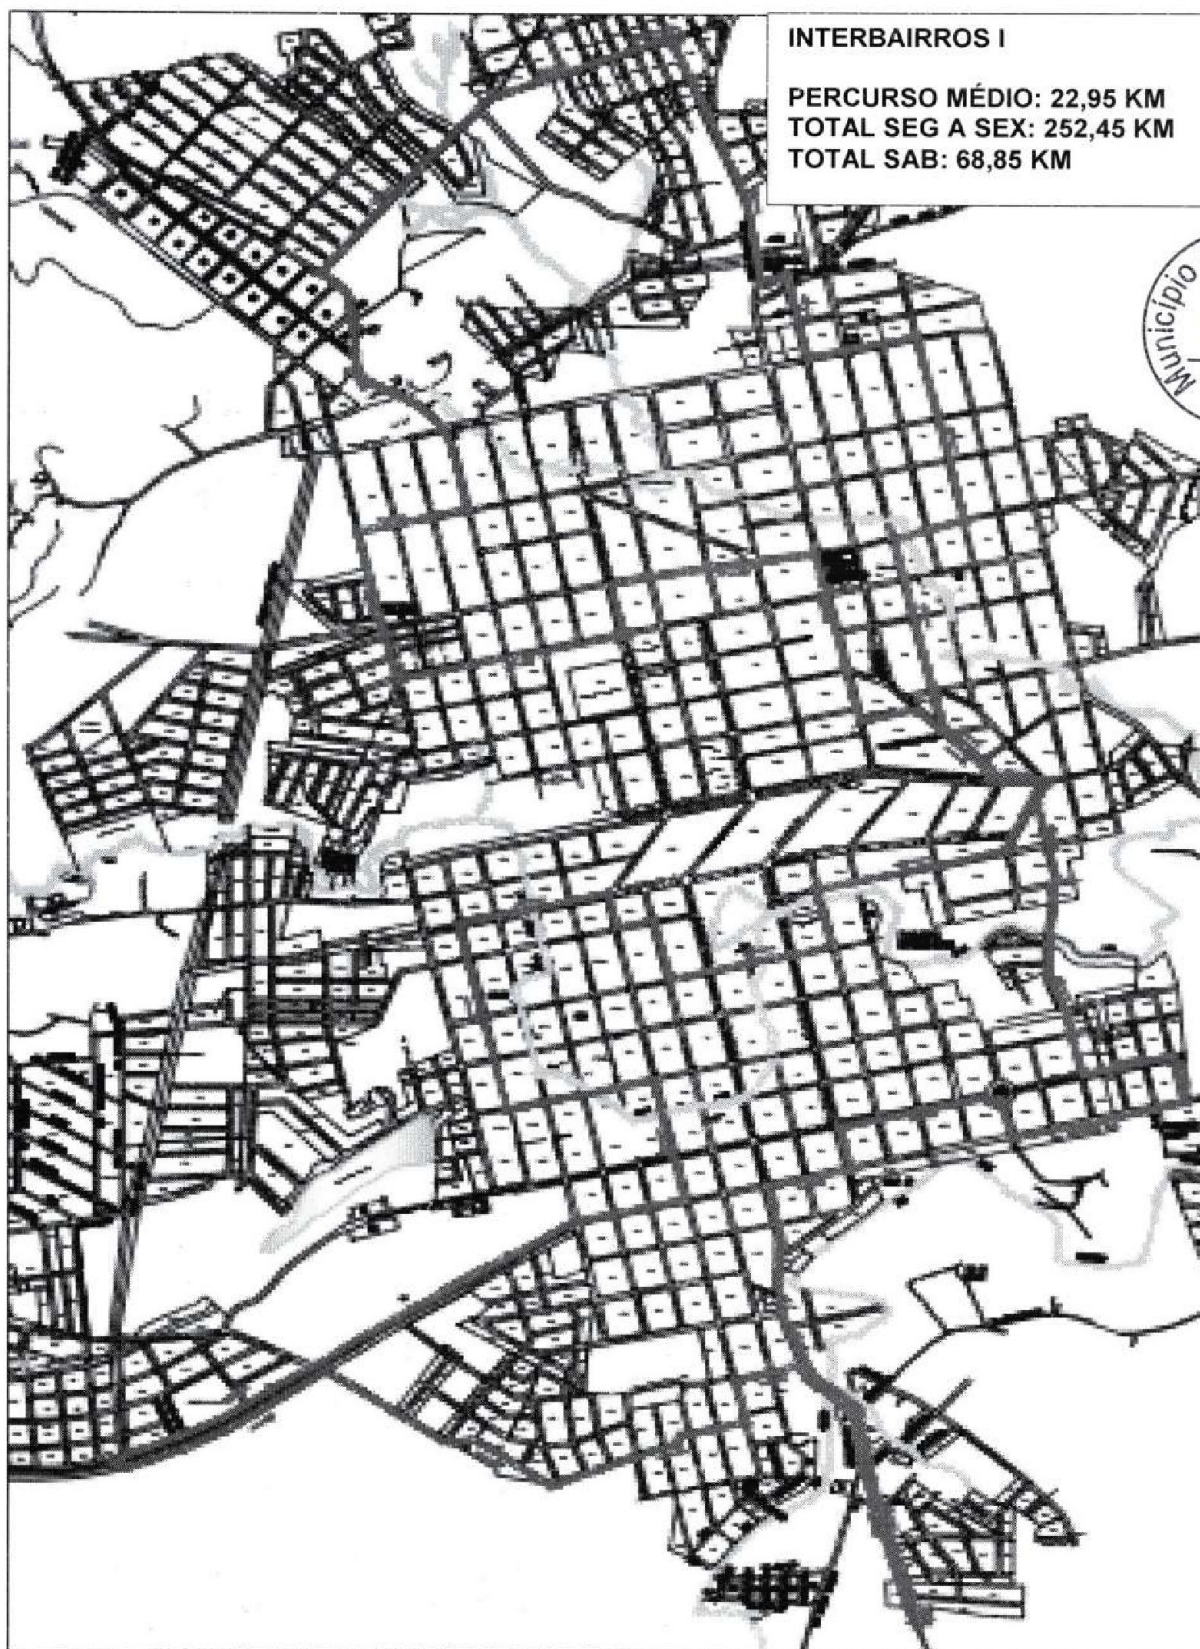 INTERBAIRROS I
PERCURSO MÉDIO: 22,95 KM
TOTAL SEG A SEX: 252,45 KM
TOTAL SAB: 68,85 KM
Município